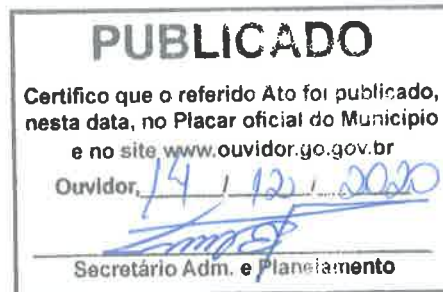 PUBLICADO
Certifico que o referido Ato foi publicado,
nesta data, no Placar oficial do Municipio
e no site www.ouvidor.go.gov.br
Ouvidor, 14 / 12 / 2020
Secretário Adm. e Planejamento